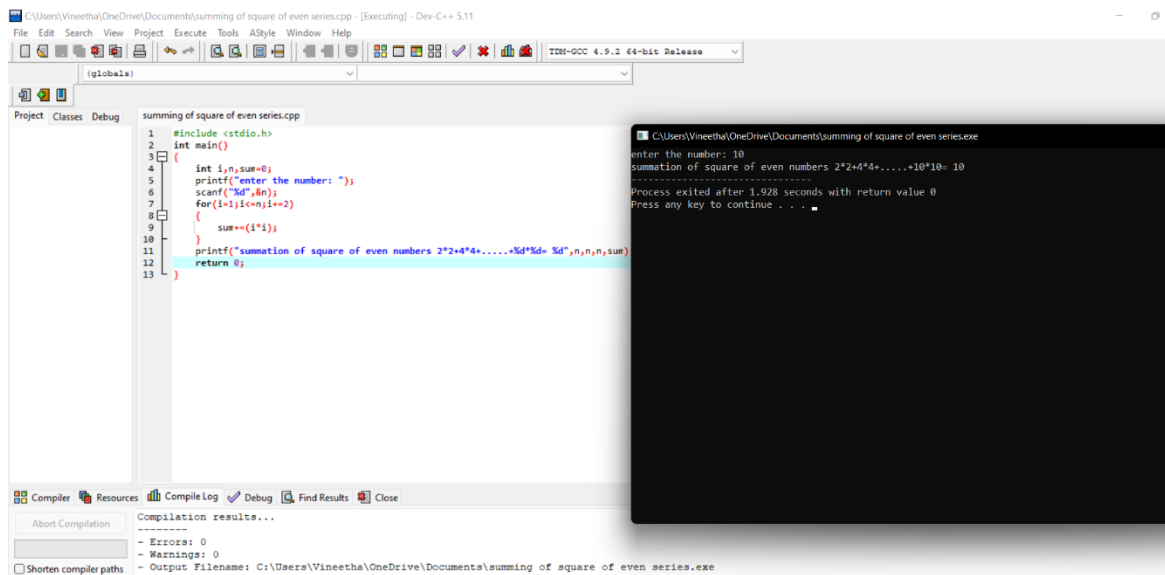 C:\Users\Vineetha\OneDrive\Documents\summing of square of even series.cpp - [Executing] - Dev-C++ 5.11
File Edit Search View Project Execute Tools AStyle Window Help
TDM-GCC 4.9.2 64-bit Release
(globals)
Project Classes Debug
summing of square of even series.cpp
1 #include <stdio.h>
2 int main()
3 {
4 int i,n,sum=0;
5 printf("enter the number: ");
6 scanf("%d",&n);
7 for(i=1;i<=n;i+=2)
8 {
9 sum+=(i*i);
10 }
11 printf("summation of square of even numbers 2*2+4*4+.....+%d*%d= %d",n,n,n,sum)
12 return 0;
13 }
C:\Users\Vineetha\OneDrive\Documents\summing of square of even series.exe
enter the number: 10
summation of square of even numbers 2*2+4*4+.....+10*10= 10
--------------------------------
Process exited after 1.928 seconds with return value 0
Press any key to continue . . .
Compiler Resources Compile Log Debug Find Results Close
Abort Compilation
Shorten compiler paths
Compilation results...
--------
- Errors: 0
- Warnings: 0
- Output Filename: C:\Users\Vineetha\OneDrive\Documents\summing of square of even series.exe